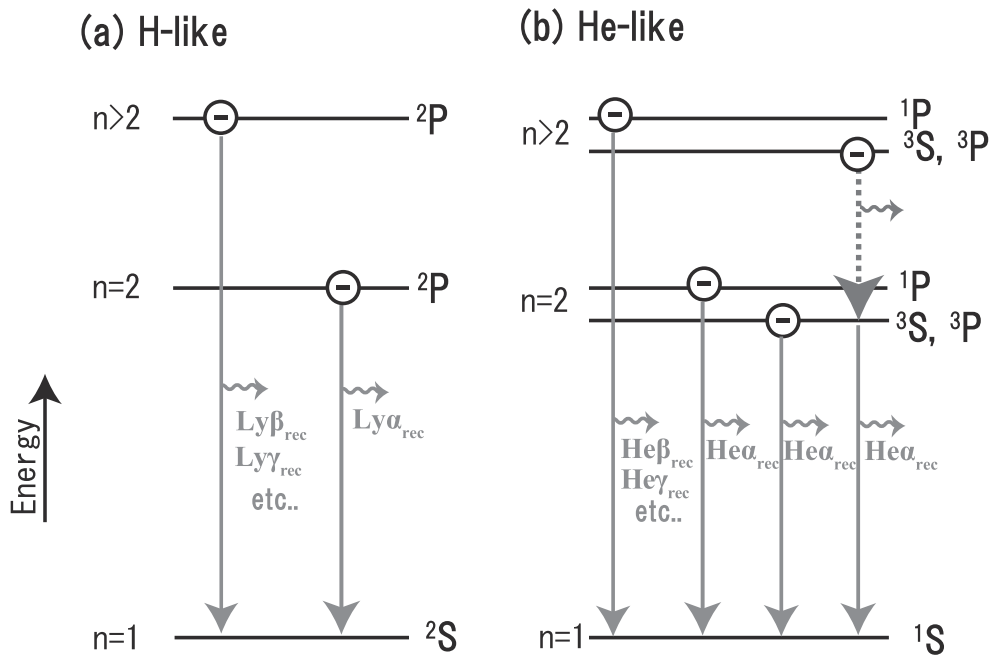 (a) H-like
n>2
²P
n=2
²P
Lyβrec
Lyγrec
etc..
Lyαrec
Energy
n=1
²S
(b) He-like
n>2
¹P
³S, ³P
n=2
¹P
³S, ³P
Heβrec
Heγrec
etc..
Heαrec
Heαrec
Heαrec
n=1
¹S